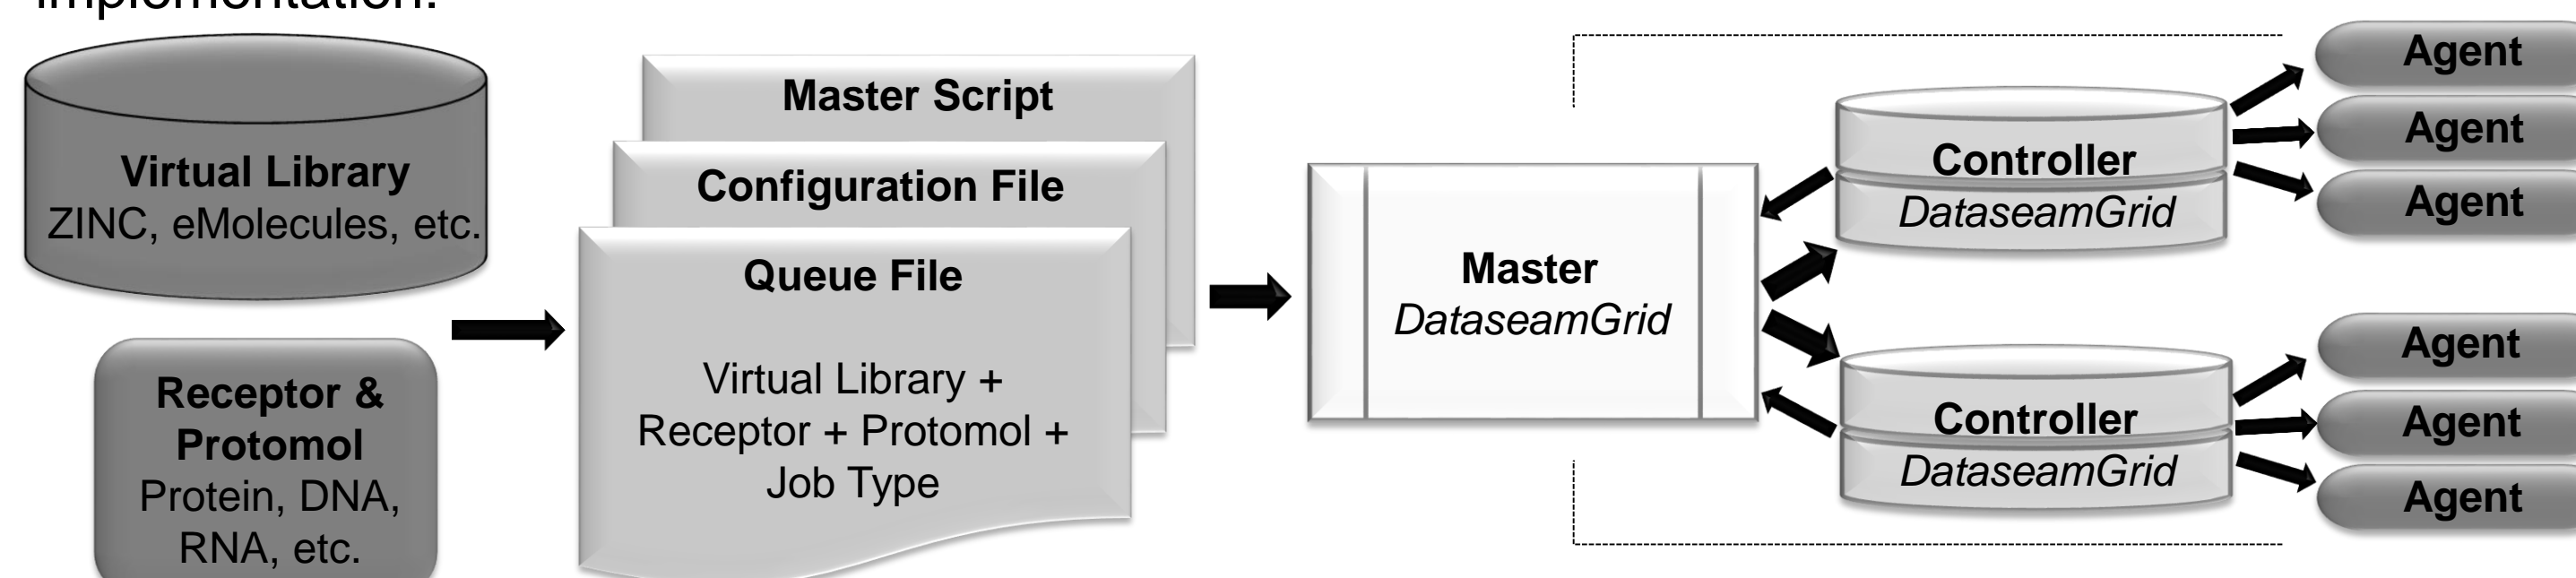 implementation.
Virtual Library
ZINC, eMolecules, etc.
Receptor &
Protomol
Protein, DNA,
RNA, etc.
Master Script
Configuration File
Queue File
Virtual Library +
Receptor + Protomol +
Job Type
Master
DataseamGrid
Controller
DataseamGrid
Agent
Agent
Agent
Controller
DataseamGrid
Agent
Agent
Agent